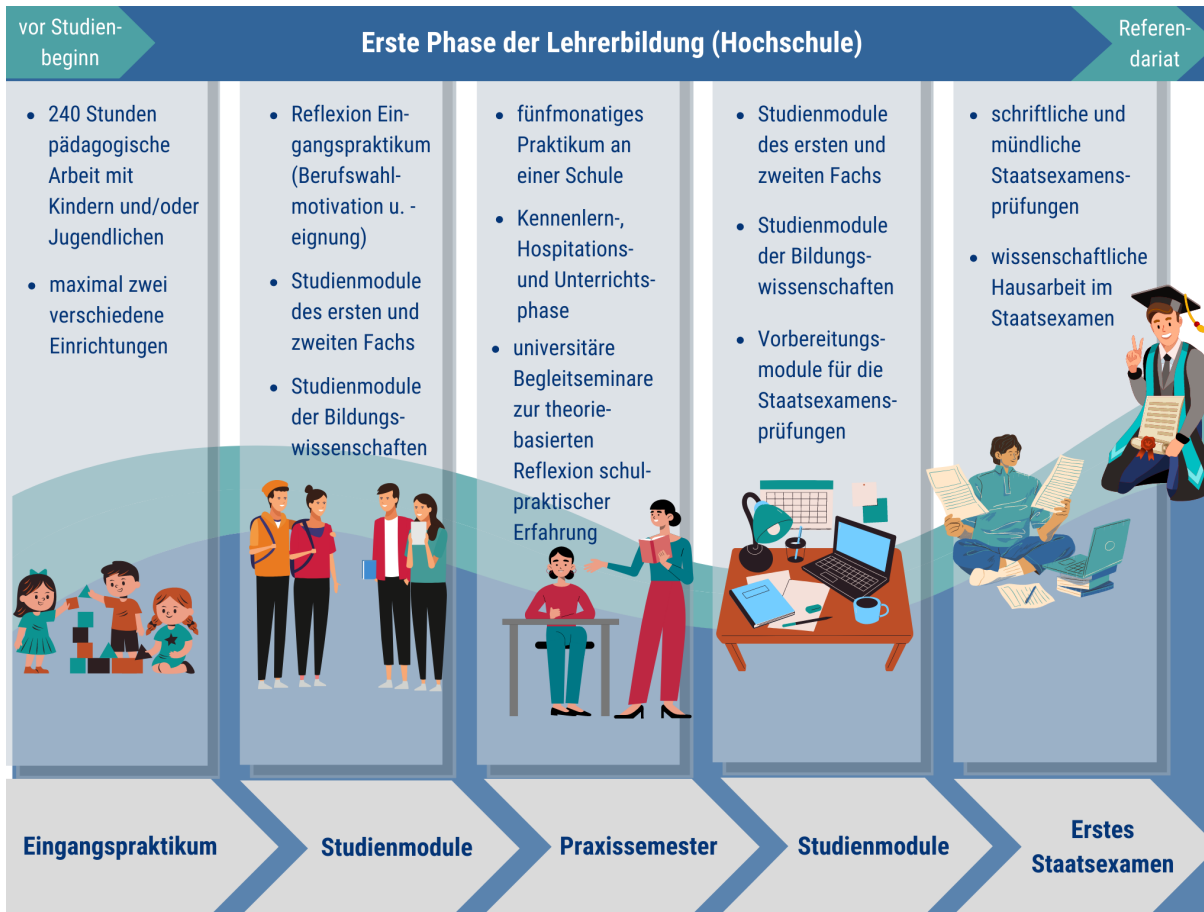 vor Studien-
beginn
Erste Phase der Lehrerbildung (Hochschule)
Referen-
dariat
• 240 Stunden
pädagogische
Arbeit mit
Kindern und/oder
Jugendlichen
• maximal zwei
verschiedene
Einrichtungen
• Reflexion Ein-
gangspraktikum
(Berufswahl-
motivation u. -
eignung)
• Studienmodule
des ersten und
zweiten Fachs
• Studienmodule
der Bildungs-
wissenschaften
• fünfmonatiges
Praktikum an
einer Schule
• Kennenlern-,
Hospitations-
und Unterrichts-
phase
• universitäre
Begleitseminare
zur theorie-
basierten
Reflexion schul-
praktischer
Erfahrung
• Studienmodule
des ersten und
zweiten Fachs
• Studienmodule
der Bildungs-
wissenschaften
• Vorbereitungs-
module für die
Staatsexamens-
prüfungen
• schriftliche und
mündliche
Staatsexamens-
prüfungen
• wissenschaftliche
Hausarbeit im
Staatsexamen
Eingangspraktikum
Studienmodule
Praxissemester
Studienmodule
Erstes
Staatsexamen